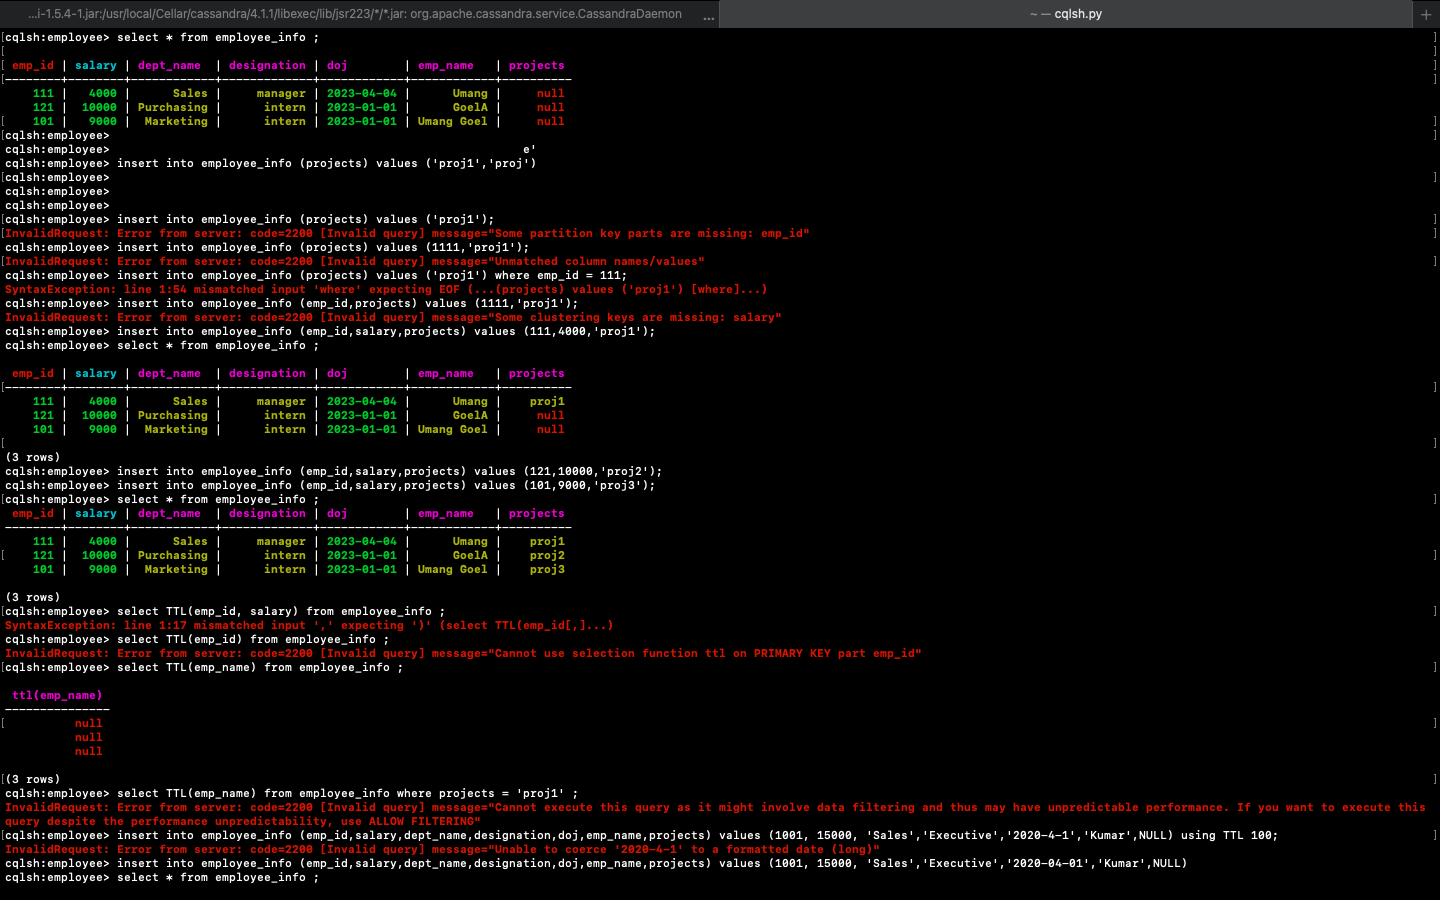 ...i-1.5.4-1.jar:/usr/local/Cellar/cassandra/4.1.1/libexec/lib/jsr223/*/*.jar: org.apache.cassandra.service.CassandraDaemon ... ~ — cqlsh.py +
[cqlsh:employee> select * from employee_info ; ]
[ ]
[ emp_id | salary | dept_name  | designation | doj        | emp_name   | projects ]
[--------+--------+------------+-------------+------------+------------+---------- ]
    111 |   4000 |      Sales |     manager | 2023-04-04 |      Umang |     null
    121 |  10000 | Purchasing |      intern | 2023-01-01 |      GoelA |     null
[   101 |   9000 |  Marketing |      intern | 2023-01-01 | Umang Goel |     null ]
[cqlsh:employee> ]
cqlsh:employee>                                                           e'
cqlsh:employee> insert into employee_info (projects) values ('proj1','proj')
[cqlsh:employee> ]
cqlsh:employee>
cqlsh:employee>
[cqlsh:employee> insert into employee_info (projects) values ('proj1'); ]
[InvalidRequest: Error from server: code=2200 [Invalid query] message="Some partition key parts are missing: emp_id" ]
cqlsh:employee> insert into employee_info (projects) values (1111,'proj1');
[InvalidRequest: Error from server: code=2200 [Invalid query] message="Unmatched column names/values" ]
cqlsh:employee> insert into employee_info (projects) values ('proj1') where emp_id = 111;
SyntaxException: line 1:54 mismatched input 'where' expecting EOF (...(projects) values ('proj1') [where]...)
cqlsh:employee> insert into employee_info (emp_id,projects) values (1111,'proj1');
InvalidRequest: Error from server: code=2200 [Invalid query] message="Some clustering keys are missing: salary"
cqlsh:employee> insert into employee_info (emp_id,salary,projects) values (111,4000,'proj1');
cqlsh:employee> select * from employee_info ;
 emp_id | salary | dept_name  | designation | doj        | emp_name   | projects
[--------+--------+------------+-------------+------------+------------+---------- ]
    111 |   4000 |      Sales |     manager | 2023-04-04 |      Umang |    proj1
    121 |  10000 | Purchasing |      intern | 2023-01-01 |      GoelA |     null
    101 |   9000 |  Marketing |      intern | 2023-01-01 | Umang Goel |     null
[ ]
(3 rows)
cqlsh:employee> insert into employee_info (emp_id,salary,projects) values (121,10000,'proj2');
cqlsh:employee> insert into employee_info (emp_id,salary,projects) values (101,9000,'proj3');
[cqlsh:employee> select * from employee_info ; ]
 emp_id | salary | dept_name  | designation | doj        | emp_name   | projects
--------+--------+------------+-------------+------------+------------+----------
    111 |   4000 |      Sales |     manager | 2023-04-04 |      Umang |    proj1
[   121 |  10000 | Purchasing |      intern | 2023-01-01 |      GoelA |    proj2 ]
    101 |   9000 |  Marketing |      intern | 2023-01-01 | Umang Goel |    proj3
(3 rows)
[cqlsh:employee> select TTL(emp_id, salary) from employee_info ; ]
SyntaxException: line 1:17 mismatched input ',' expecting ')' (select TTL(emp_id[,]...)
cqlsh:employee> select TTL(emp_id) from employee_info ;
InvalidRequest: Error from server: code=2200 [Invalid query] message="Cannot use selection function ttl on PRIMARY KEY part emp_id"
[cqlsh:employee> select TTL(emp_name) from employee_info ; ]
 ttl(emp_name)
---------------
[         null ]
          null
          null
[(3 rows) ]
cqlsh:employee> select TTL(emp_name) from employee_info where projects = 'proj1' ;
InvalidRequest: Error from server: code=2200 [Invalid query] message="Cannot execute this query as it might involve data filtering and thus may have unpredictable performance. If you want to execute this
query despite the performance unpredictability, use ALLOW FILTERING"
[cqlsh:employee> insert into employee_info (emp_id,salary,dept_name,designation,doj,emp_name,projects) values (1001, 15000, 'Sales','Executive','2020-4-1','Kumar',NULL) using TTL 100; ]
InvalidRequest: Error from server: code=2200 [Invalid query] message="Unable to coerce '2020-4-1' to a formatted date (long)"
cqlsh:employee> insert into employee_info (emp_id,salary,dept_name,designation,doj,emp_name,projects) values (1001, 15000, 'Sales','Executive','2020-04-01','Kumar',NULL)
cqlsh:employee> select * from employee_info ;